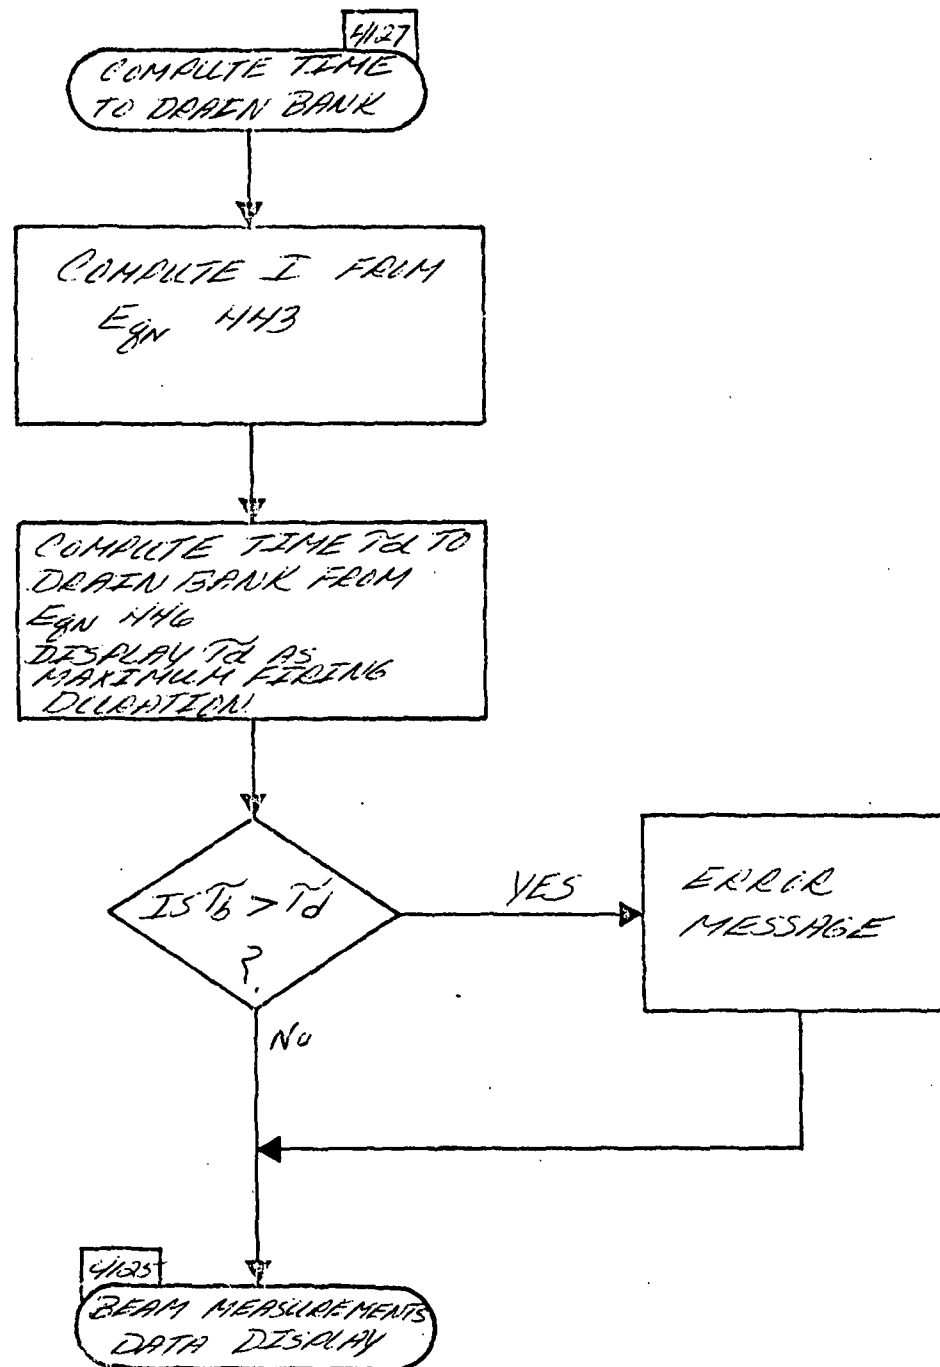 4127
COMPUTE TIME
TO DRAIN BANK
COMPUTE I FROM
EqN 443
COMPUTE TIME Td TO
DRAIN BANK FROM
EqN 446
DISPLAY Td AS
MAXIMUM FIRING
DURATION
IS Tb > Td
?
YES
ERROR
MESSAGE
No
4125
BEAM MEASUREMENTS
DATA DISPLAY